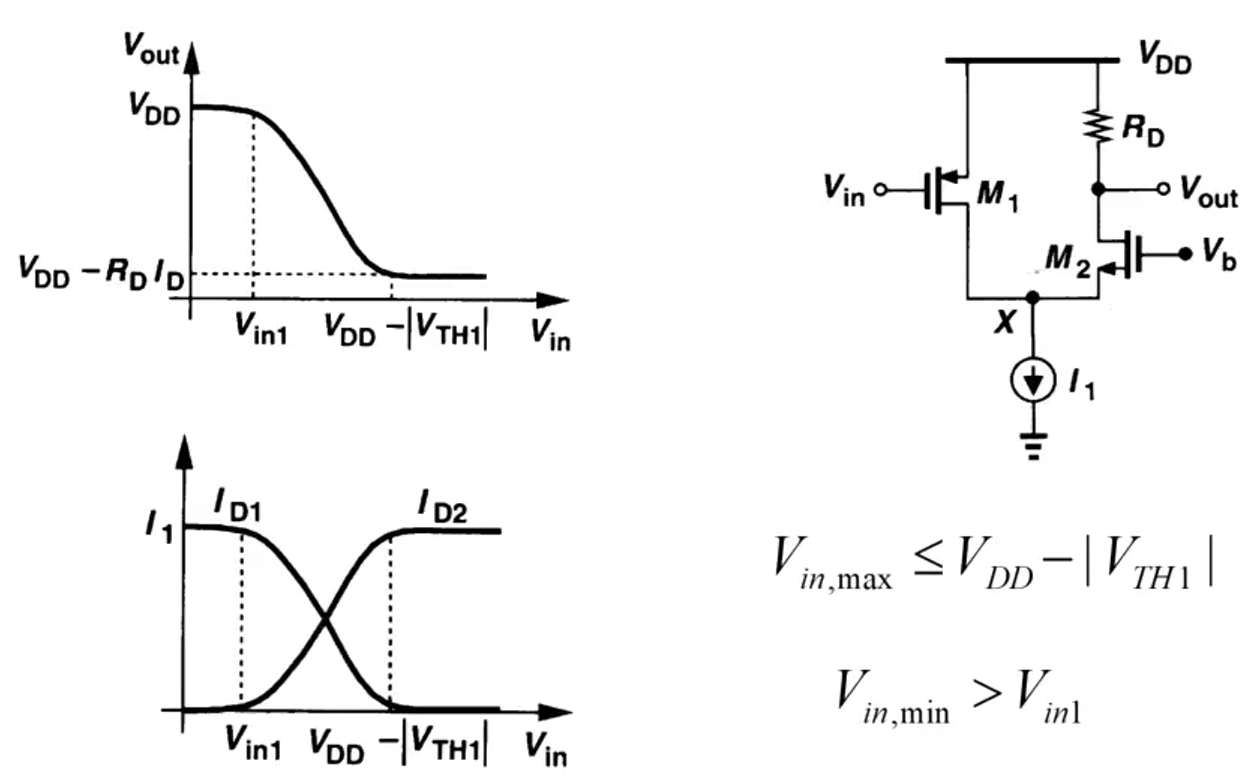 Vout
VDD
VDD − RD ID
Vin1
VDD − |VTH1|
Vin
VDD
RD
Vin
M1
Vout
M2
Vb
X
I1
I1
ID1
ID2
Vin1
VDD − |VTH1|
Vin
Vin,max ≤ VDD − | VTH1 |
Vin,min > Vin1